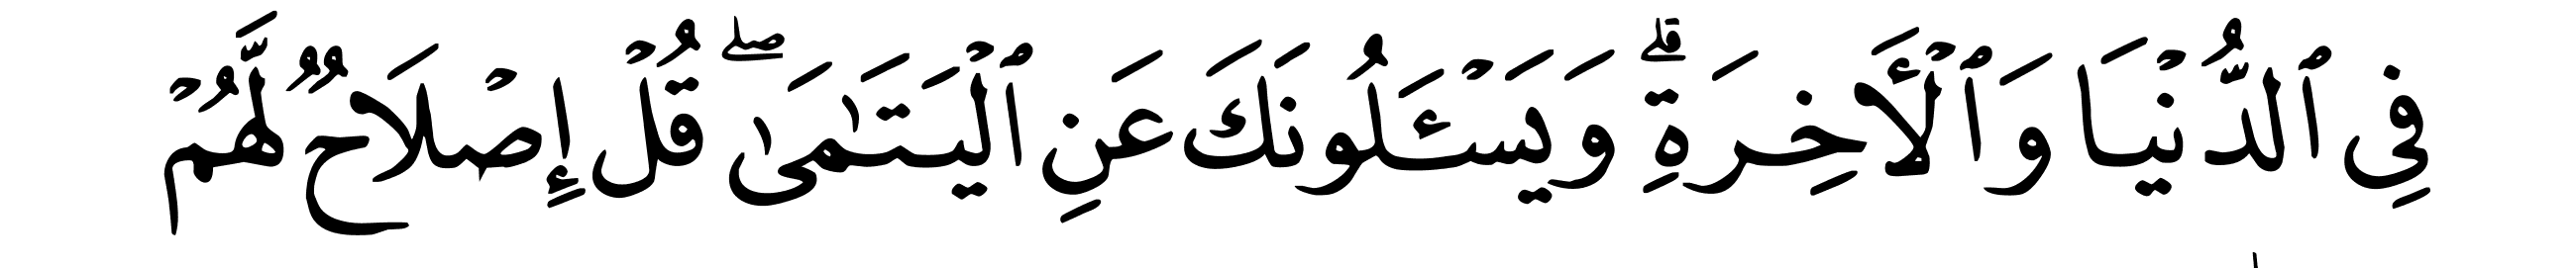 فِي ٱلدُّنْيَا وَٱلْأَخِرَةِۗ وَيَسْـَٔلُونَكَ عَنِ ٱلْيَتَـٰمَىٰۖ قُلْ إِصْلَاحٌ لَّهُمْ